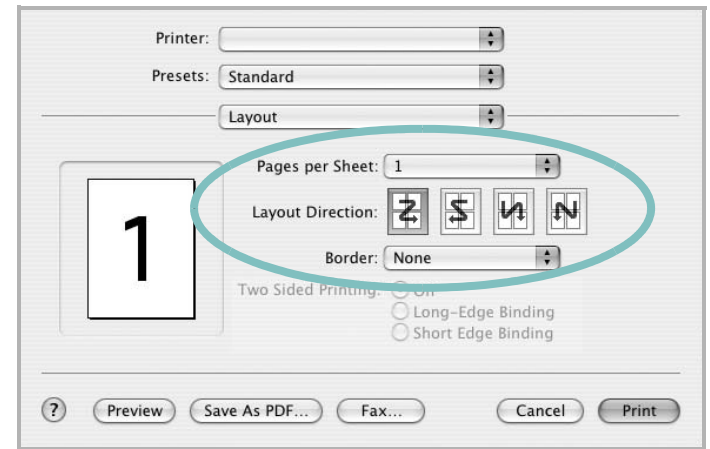 Printer:
Presets: Standard
Layout
Pages per Sheet: 1
Layout Direction:
Border: None
1
Two Sided Printing:
Long-Edge Binding
Short Edge Binding
? Preview Save As PDF... Fax... Cancel Print